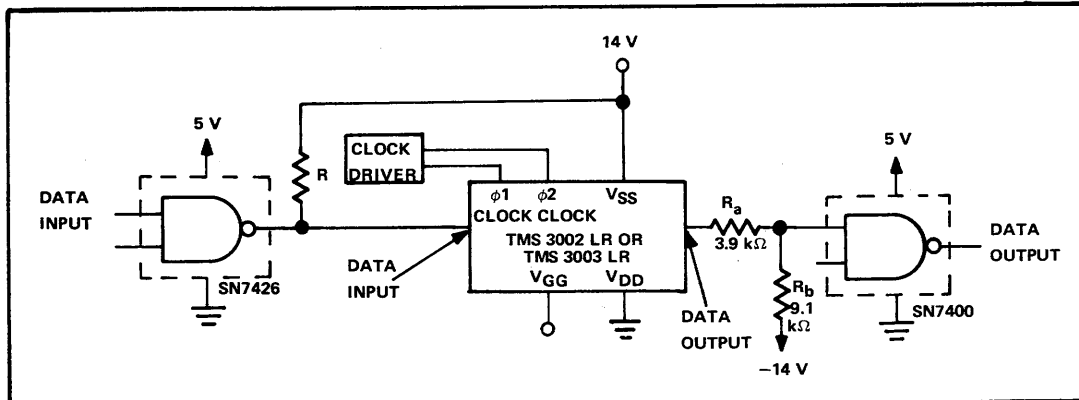 14 V
5 V
5 V
DATA
INPUT
SN7426
R
CLOCK
DRIVER
φ1 φ2 VSS
CLOCK CLOCK
TMS 3002 LR OR
TMS 3003 LR
VGG VDD
DATA
INPUT
DATA
OUTPUT
Ra
3.9 kΩ
Rb
9.1
kΩ
−14 V
SN7400
DATA
OUTPUT